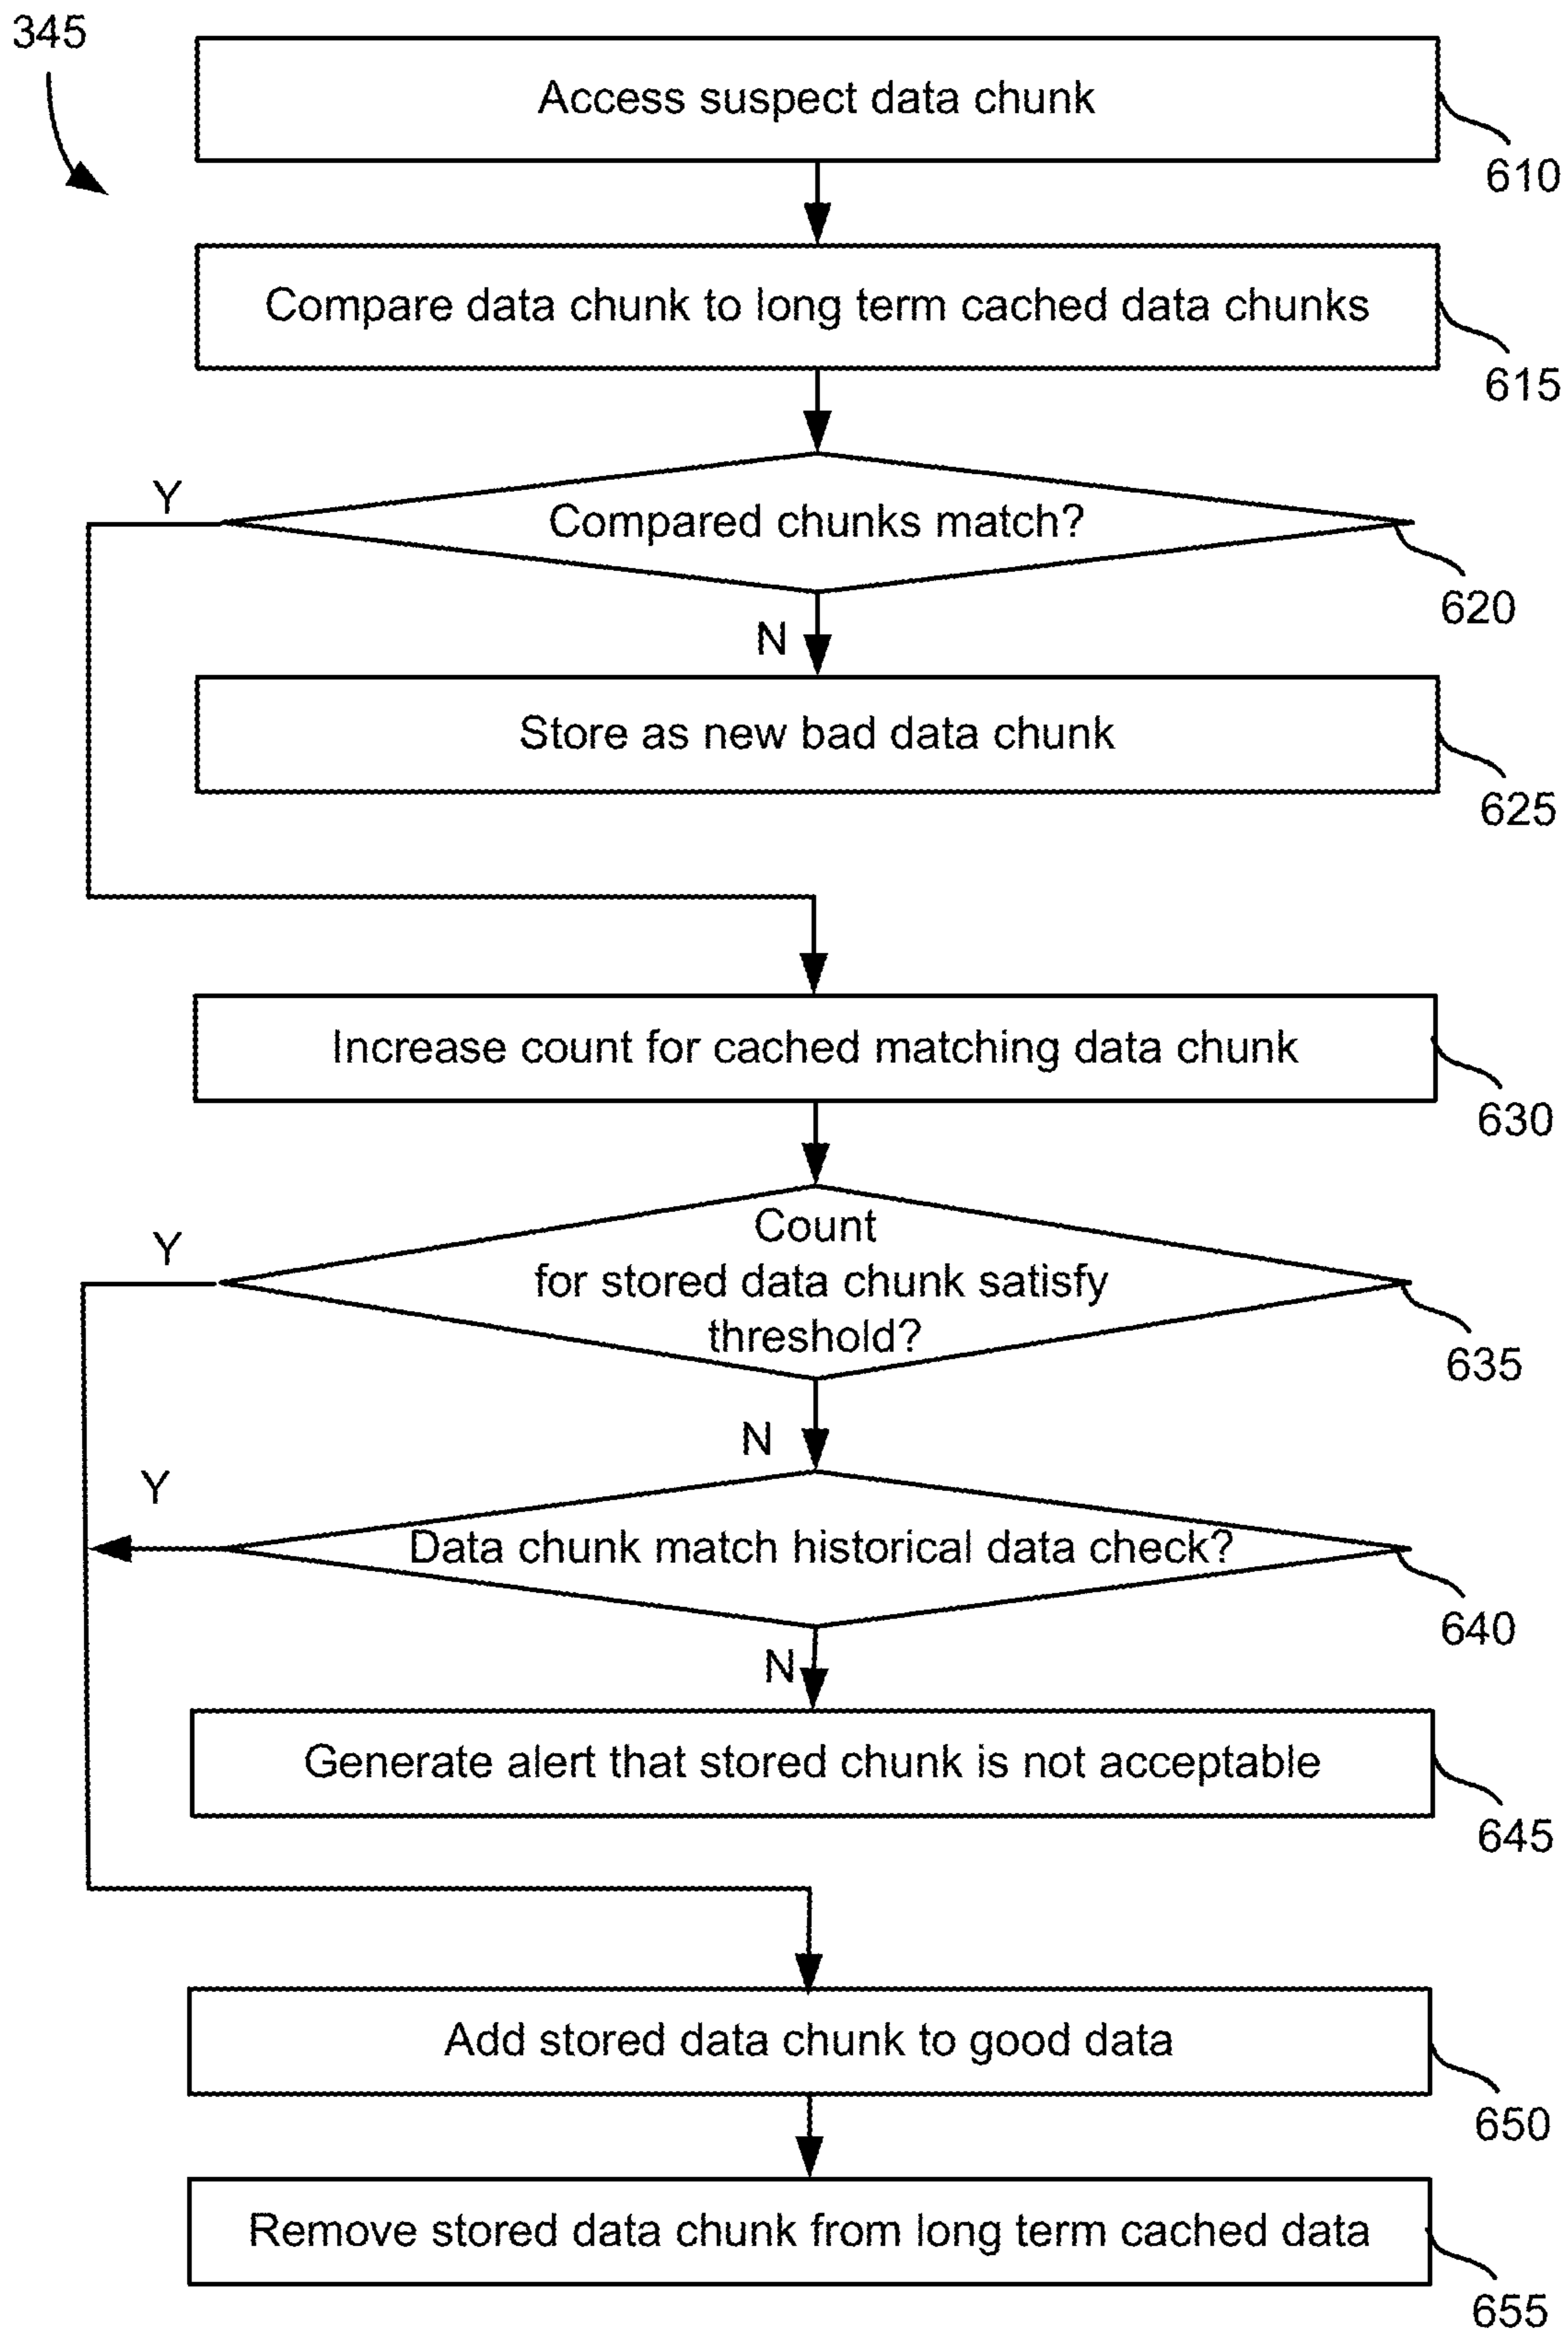 345
Access suspect data chunk
610
Compare data chunk to long term cached data chunks
615
Y
Compared chunks match?
620
N
Store as new bad data chunk
625
Increase count for cached matching data chunk
630
Count
Y
for stored data chunk satisfy
threshold?
635
N
Y
Data chunk match historical data check?
640
N
Generate alert that stored chunk is not acceptable
645
Add stored data chunk to good data
650
Remove stored data chunk from long term cached data
655